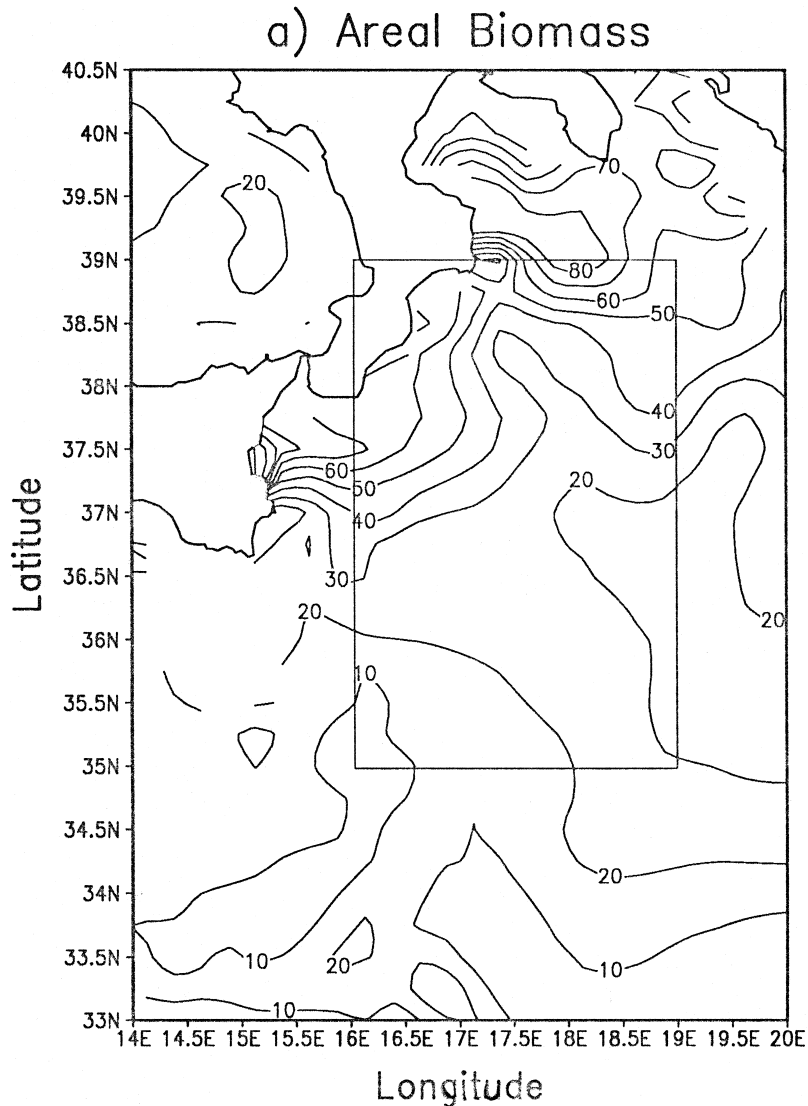 a) Areal Biomass
40.5N
40N
20
70
39.5N
39N
80
60
50
38.5N
38N
40
30
37.5N
60
50
20
37N
40
36.5N
30
20
36N
20
10
35.5N
35N
34.5N
20
34N
33.5N
10
20
10
10
33N
14E 14.5E 15E 15.5E 16E 16.5E 17E 17.5E 18E 18.5E 19E 19.5E 20E
Latitude
Longitude